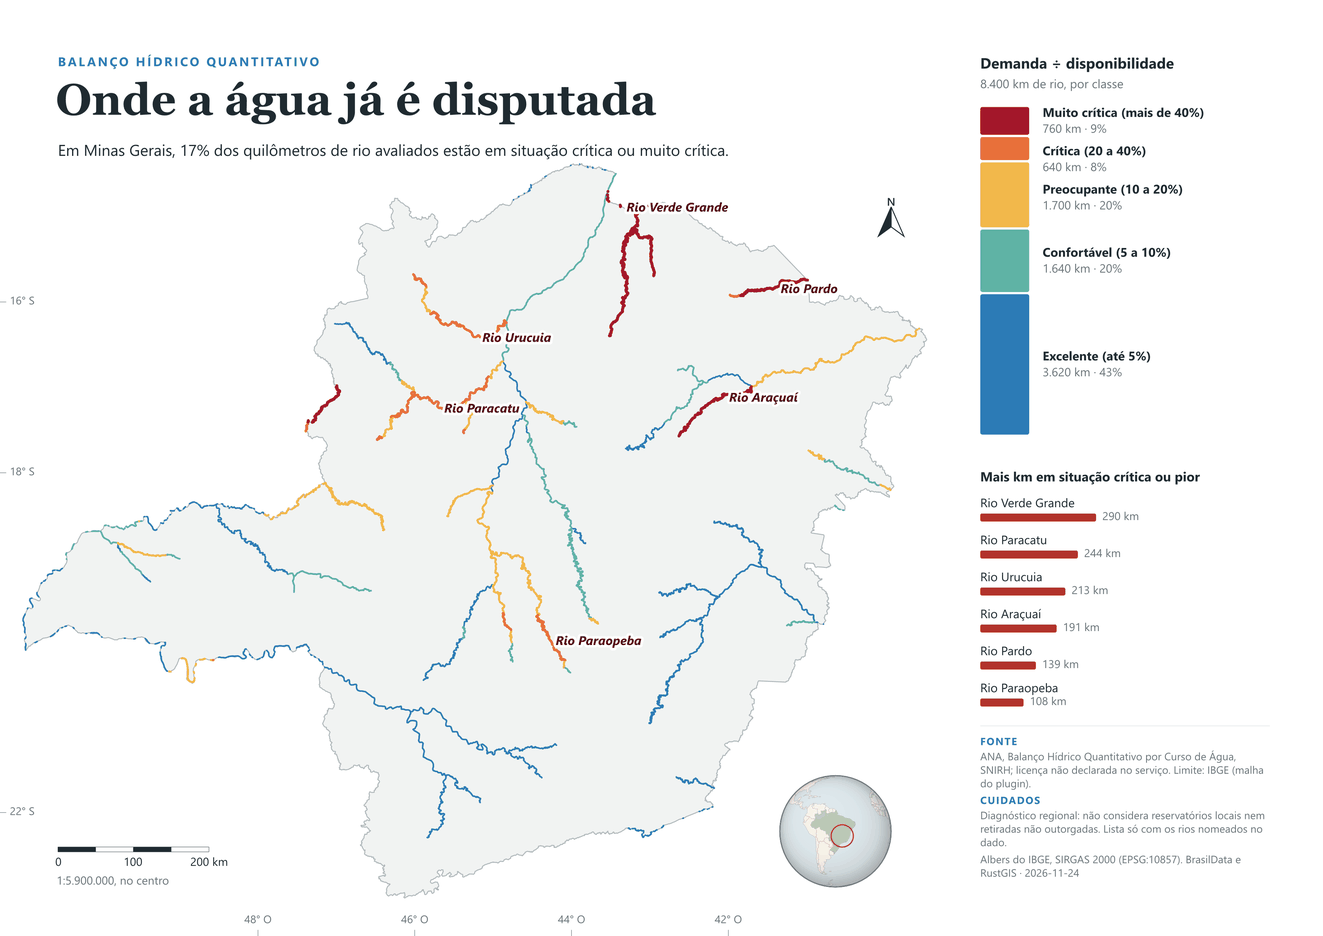 BALANÇO HÍDRICO QUANTITATIVO
Onde a água já é disputada
Em Minas Gerais, 17% dos quilômetros de rio avaliados estão em situação crítica ou muito crítica.
N
Rio Verde Grande
Rio Pardo
Rio Urucuia
Rio Paracatu
Rio Araçuaí
Rio Paraopeba
16° S
18° S
22° S
48° O
46° O
44° O
42° O
0 100 200 km
1:5.900.000, no centro
Demanda ÷ disponibilidade
8.400 km de rio, por classe
Muito crítica (mais de 40%)
760 km · 9%
Crítica (20 a 40%)
640 km · 8%
Preocupante (10 a 20%)
1.700 km · 20%
Confortável (5 a 10%)
1.640 km · 20%
Excelente (até 5%)
3.620 km · 43%
Mais km em situação crítica ou pior
Rio Verde Grande
290 km
Rio Paracatu
244 km
Rio Urucuia
213 km
Rio Araçuaí
191 km
Rio Pardo
139 km
Rio Paraopeba
108 km
FONTE
ANA, Balanço Hídrico Quantitativo por Curso de Água,
SNIRH; licença não declarada no serviço. Limite: IBGE (malha
do plugin).
CUIDADOS
Diagnóstico regional: não considera reservatórios locais nem
retiradas não outorgadas. Lista só com os rios nomeados no
dado.
Albers do IBGE, SIRGAS 2000 (EPSG:10857). BrasilData e
RustGIS · 2026-11-24